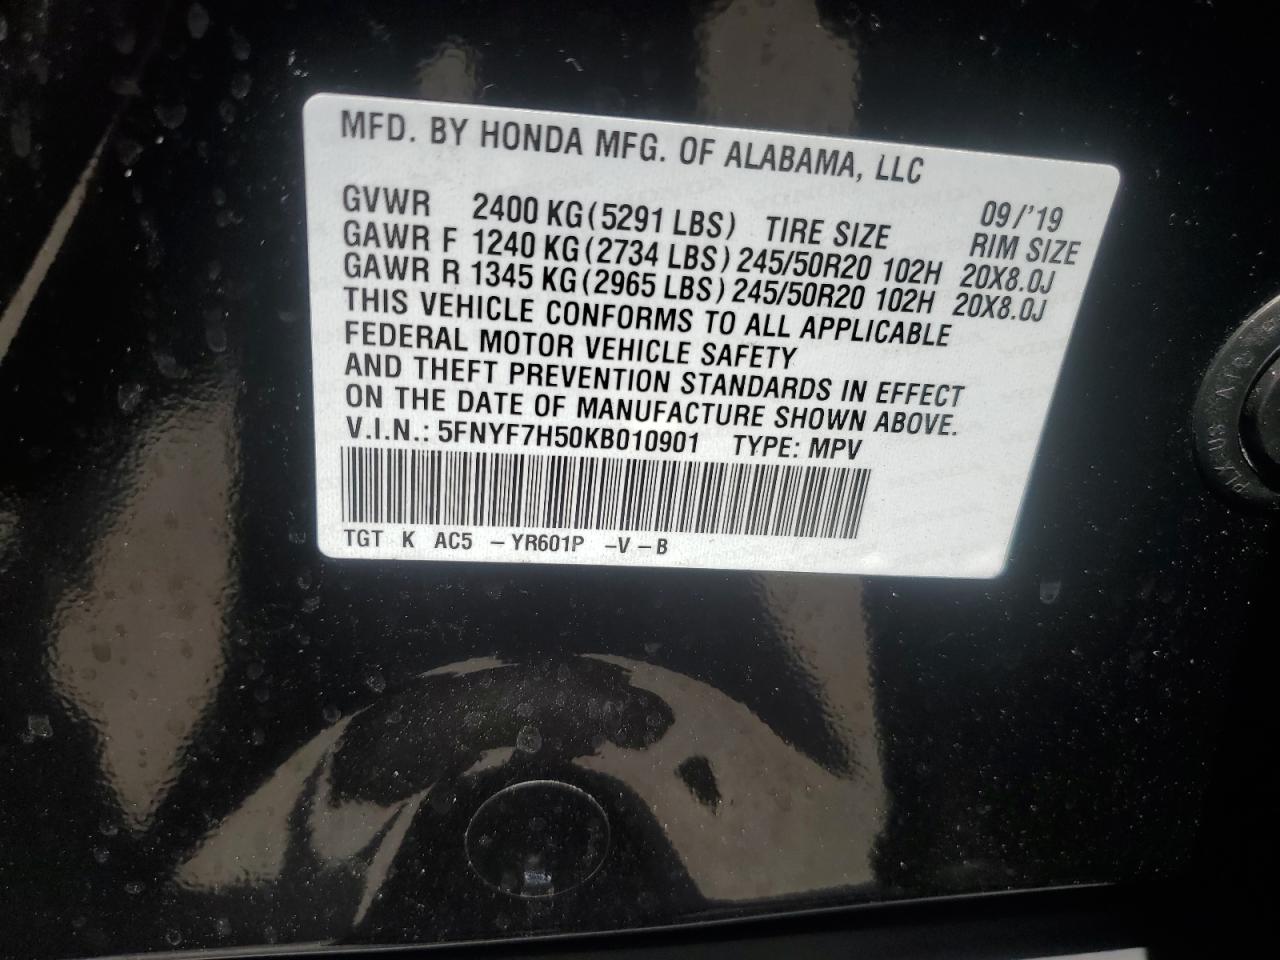 MFD. BY HONDA MFG. OF ALABAMA, LLC
09/'19
GVWR 2400 KG(5291 LBS) TIRE SIZE RIM SIZE
GAWR F 1240 KG(2734 LBS) 245/50R20 102H 20X8.0J
GAWR R 1345 KG(2965 LBS) 245/50R20 102H 20X8.0J
THIS VEHICLE CONFORMS TO ALL APPLICABLE
FEDERAL MOTOR VEHICLE SAFETY
AND THEFT PREVENTION STANDARDS IN EFFECT
ON THE DATE OF MANUFACTURE SHOWN ABOVE.
V.I.N.: 5FNYF7H50KB010901 TYPE: MPV
TGT K AC5 –YR601P –V–B